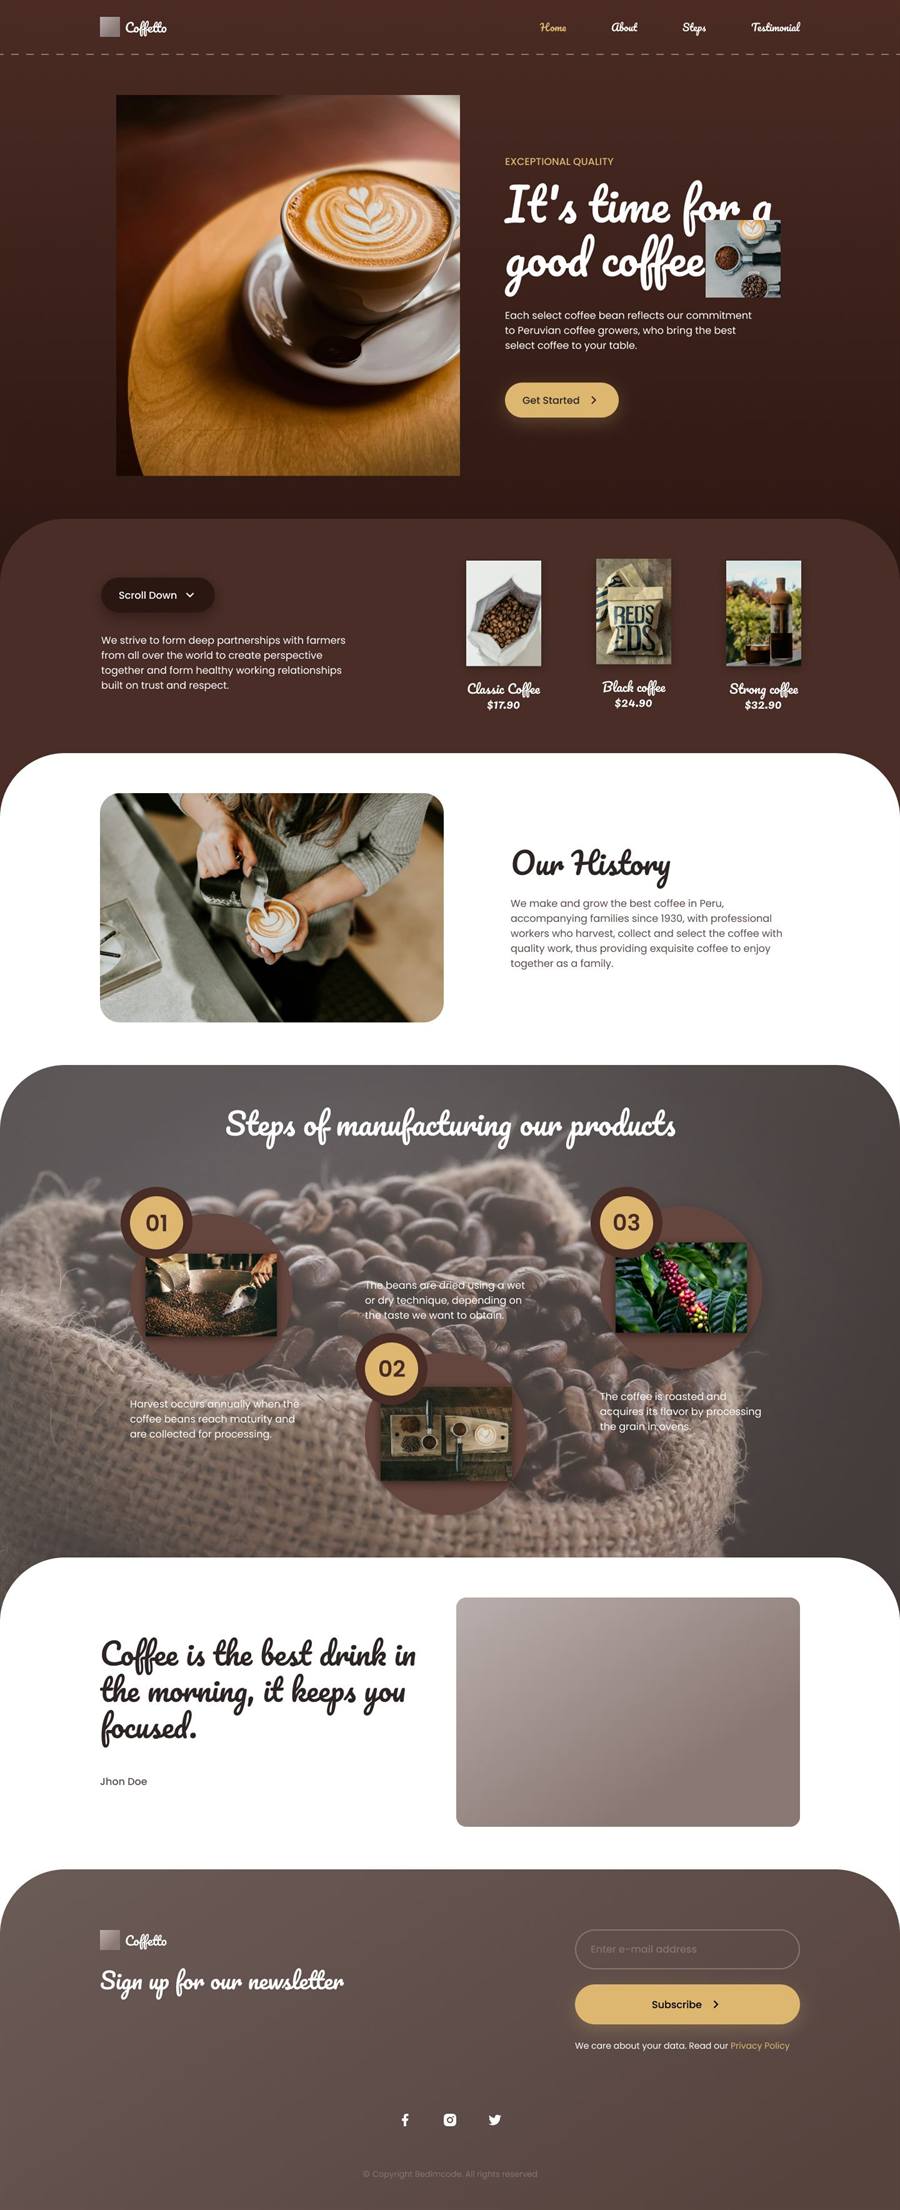 Coffetto
Home
About
Steps
Testimonial
EXCEPTIONAL QUALITY
It's time for a
good coffee
Each select coffee bean reflects our commitment
to Peruvian coffee growers, who bring the best
select coffee to your table.
Get Started
Scroll Down
We strive to form deep partnerships with farmers
from all over the world to create perspective
together and form healthy working relationships
built on trust and respect.
RED'S
EDS
Classic Coffee
$17.90
Black coffee
$24.90
Strong coffee
$32.90
Our History
We make and grow the best coffee in Peru,
accompanying families since 1930, with professional
workers who harvest, collect and select the coffee with
quality work, thus providing exquisite coffee to enjoy
together as a family.
Steps of manufacturing our products
01
Harvest occurs annually when the
coffee beans reach maturity and
are collected for processing.
The beans are dried using a wet
or dry technique, depending on
the taste we want to obtain.
02
03
The coffee is roasted and
acquires its flavor by processing
the grain in ovens.
Coffee is the best drink in
the morning, it keeps you
focused.
Jhon Doe
Coffetto
Sign up for our newsletter
Enter e-mail address
Subscribe
We care about your data. Read our Privacy Policy
© Copyright Bedimcode. All rights reserved